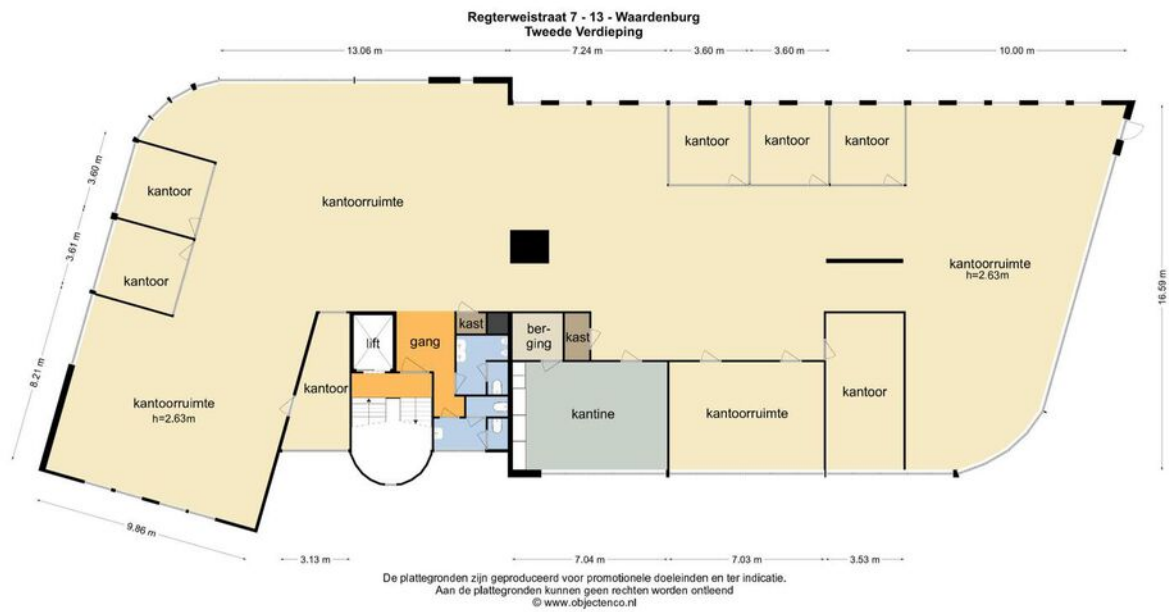 Regterweistraat 7 - 13 - Waardenburg
Tweede Verdieping
13.06 m
7.24 m
3.60 m
3.60 m
10.00 m
kantoor
kantoor
kantoor
3.60 m
kantoor
kantoorruimte
3.61 m
kantoor
kantoorruimte
h=2.63m
16.59 m
lift
gang
kast
ber-
ging
kast
8.21 m
kantoor
kantoorruimte
h=2.63m
kantine
kantoorruimte
kantoor
9.86 m
3.13 m
7.04 m
7.03 m
3.53 m
De plattegronden zijn geproduceerd voor promotionele doeleinden en ter indicatie.
Aan de plattegronden kunnen geen rechten worden ontleend
© www.objectenco.nl